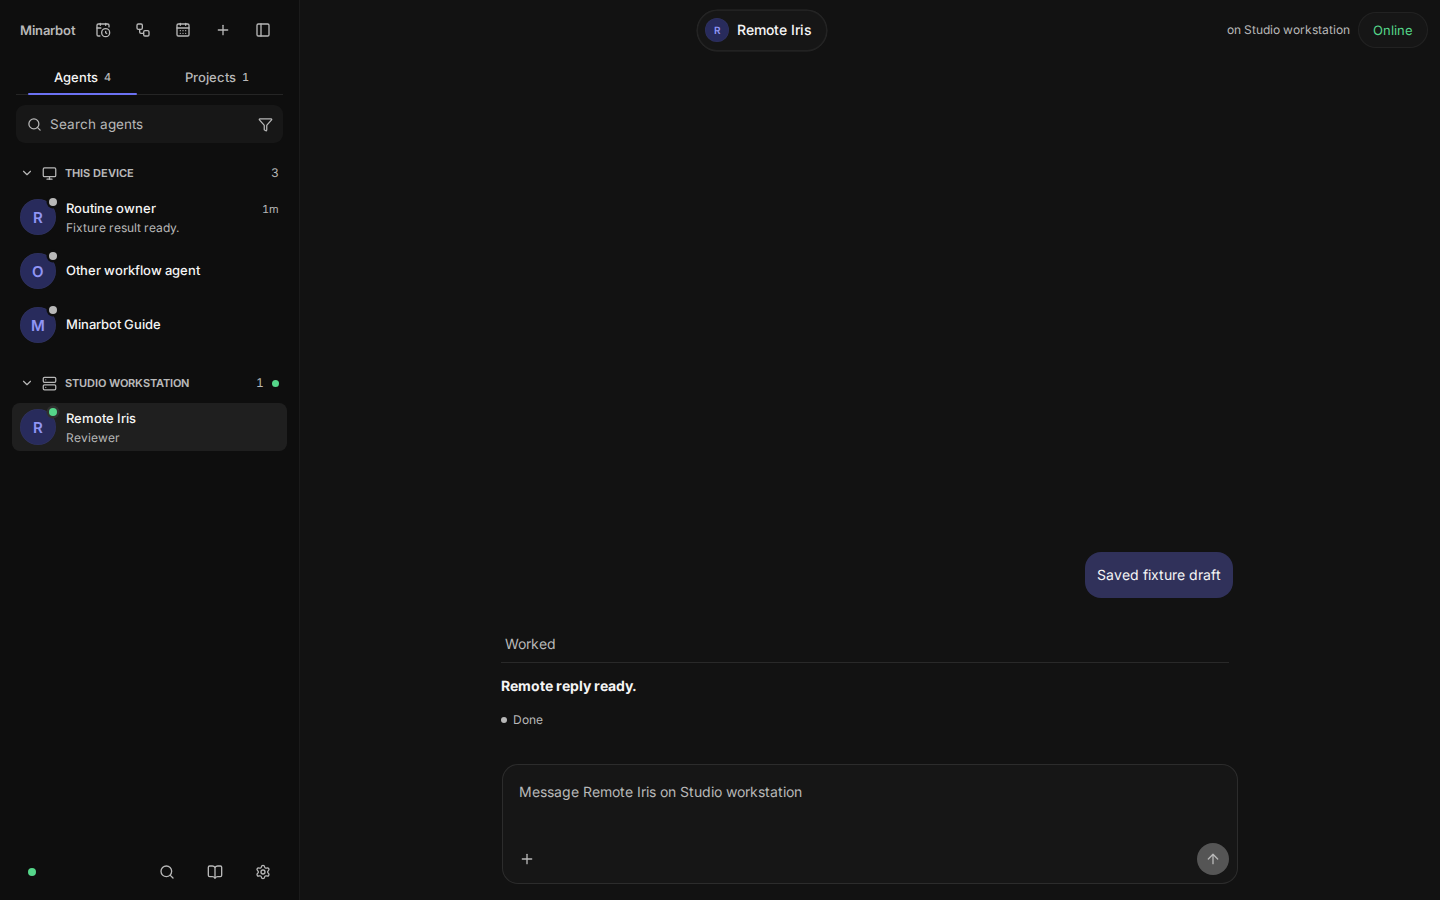 Minarbot
Agents 4
Projects 1
Search agents
THIS DEVICE 3
R
Routine owner 1m
Fixture result ready.
O
Other workflow agent
M
Minarbot Guide
STUDIO WORKSTATION 1
R
Remote Iris
Reviewer
R Remote Iris
on Studio workstation
Online
Saved fixture draft
Worked
Remote reply ready.
Done
Message Remote Iris on Studio workstation